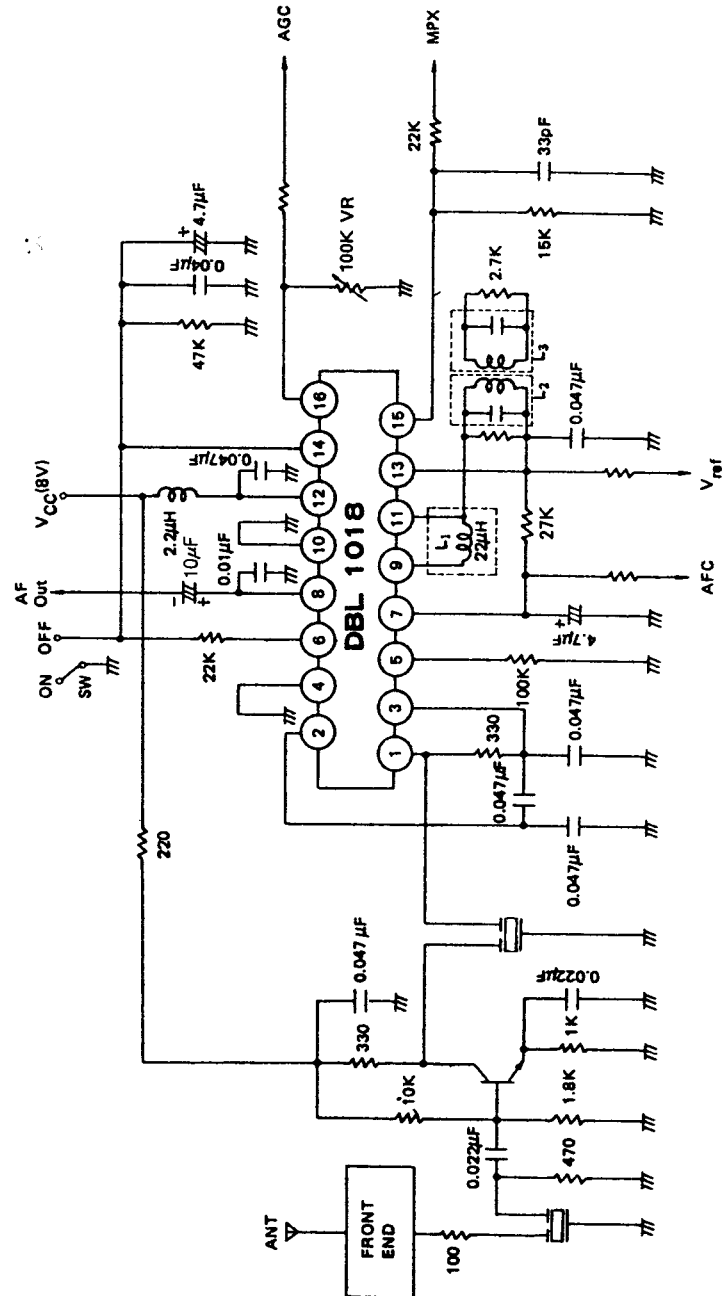 ANT
FRONT
END
100
470
0.022μF
1.8K
1K
0.022μF
10K
330
0.047μF
220
ON
OFF
SW
AF
Out
VCC(8V)
22K
10μF
0.01μF
2.2μH
0.047μF
47K
0.04μF
4.7μF
+
-
+
AGC
100K VR
MPX
22K
33pF
15K
2
4
6
8
10
12
14
16
DBL 1018
1
3
5
7
9
11
13
15
0.047μF
0.047μF
330
0.047μF
100K
4.7μF
+
L1
22μH
27K
AFC
Vref
0.047μF
L2
L3
2.7K